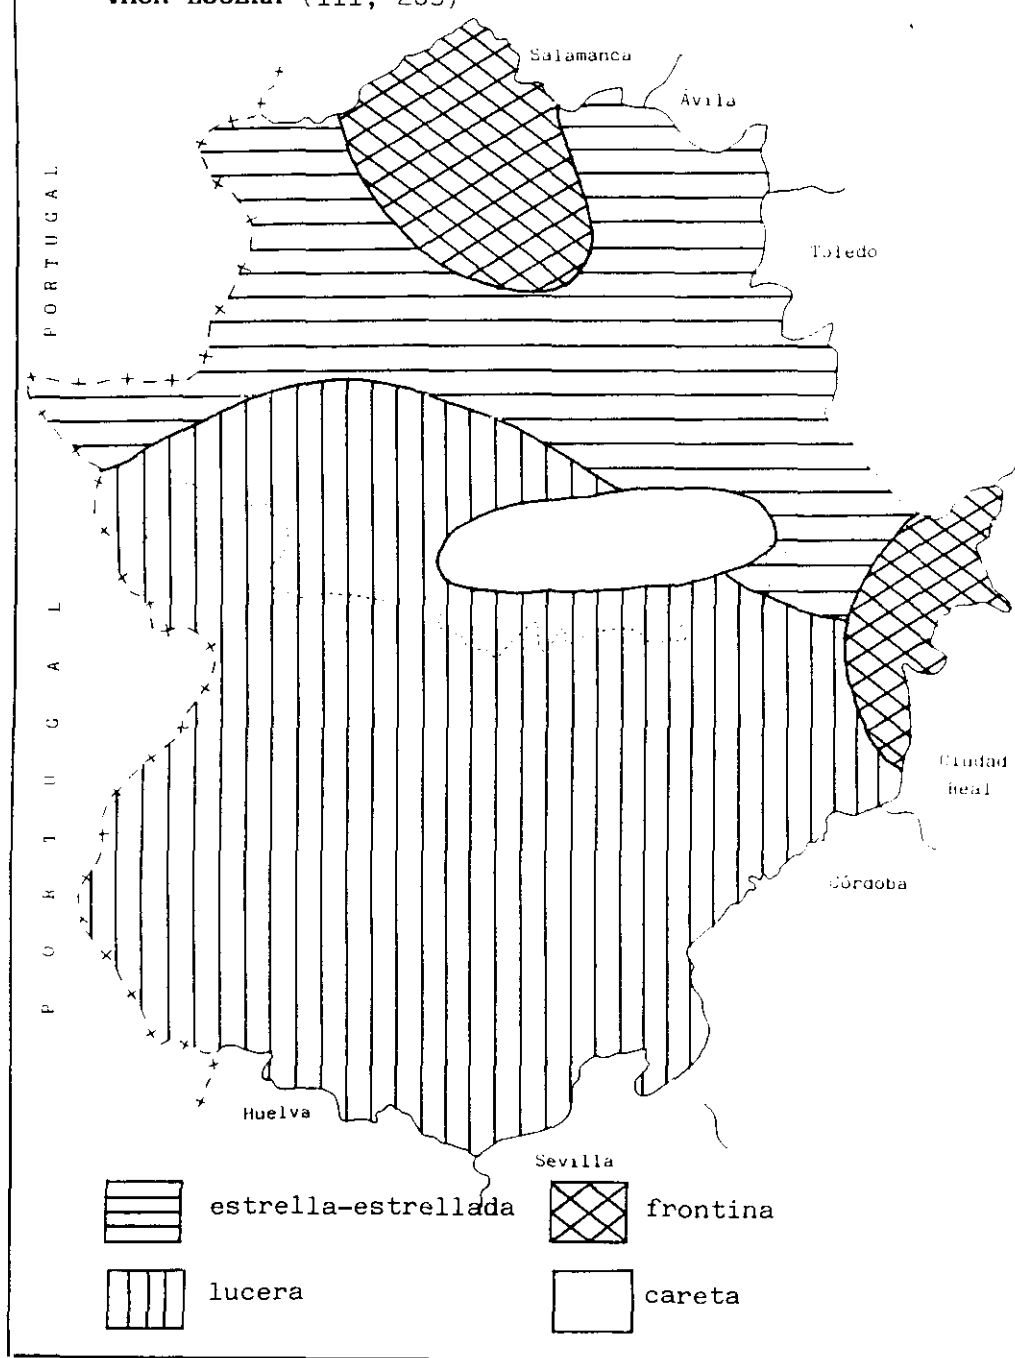 Salamanca
Ávila
PORTUGAL
Toledo
PORTUGAL
Ciudad
Real
Córdoba
Huelva
Sevilla
estrella-estrellada
frontina
lucera
careta